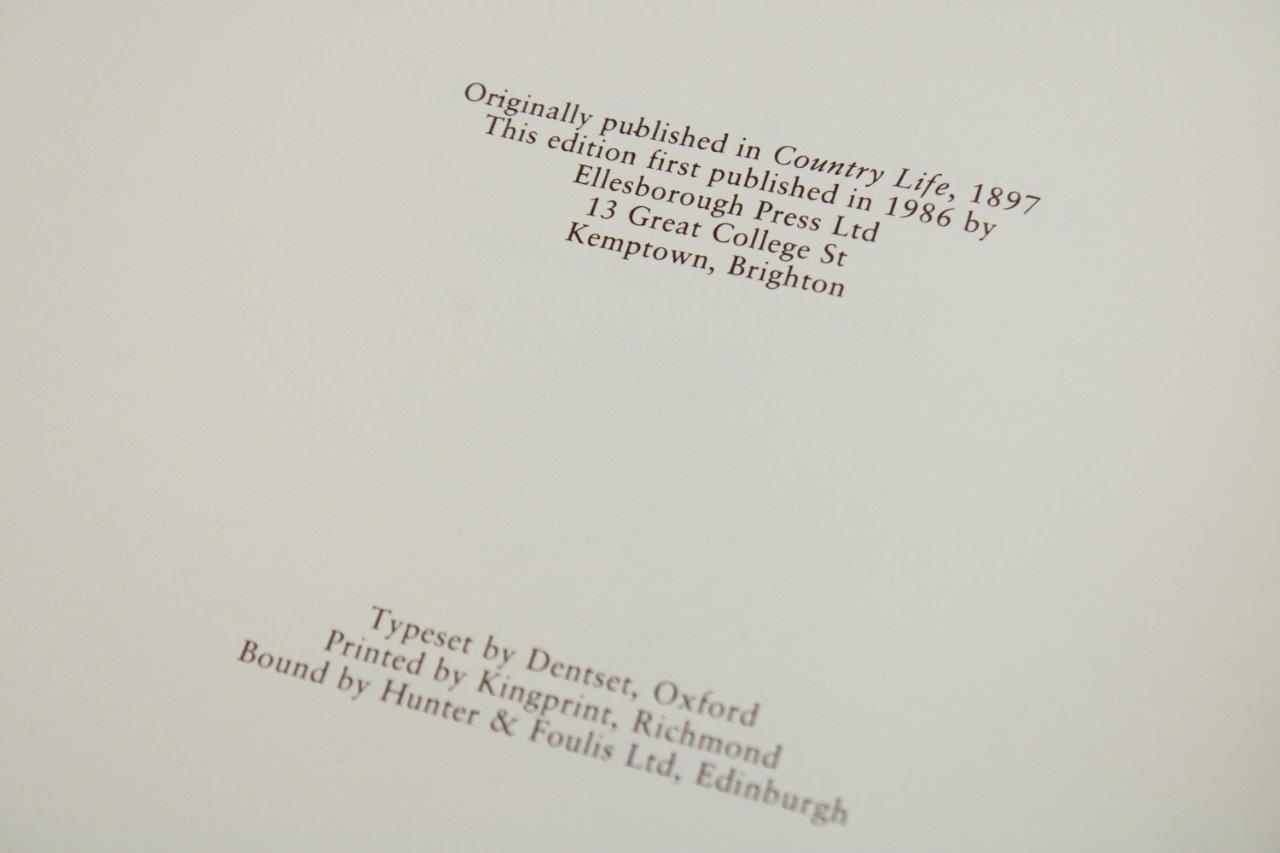 Originally published in Country Life, 1897
This edition first published in 1986 by
Ellesborough Press Ltd
13 Great College St
Kemptown, Brighton
Typeset by Dentset, Oxford
Printed by Kingprint, Richmond
Bound by Hunter & Foulis Ltd, Edinburgh